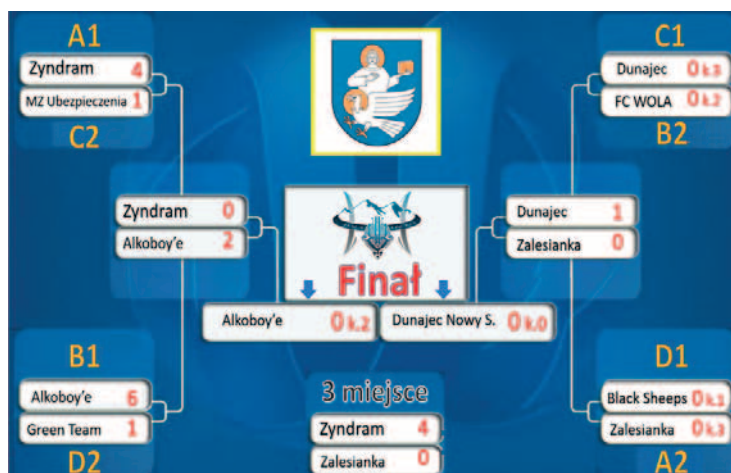 A1
Zyndram 4
MZ Ubezpieczenia 1
C2
C1
Dunajec 0 k.3
FC WOLA 0 k.2
B2
Zyndram 0
Alkoboy'e 2
Dunajec 1
Zalesianka 0
Finał
Alkoboy'e 0 k.2
Dunajec Nowy S. 0 k.0
B1
Alkoboy'e 6
Green Team 1
D2
3 miejsce
Zyndram 4
Zalesianka 0
D1
Black Sheeps 0 k.1
Zalesianka 0 k.3
A2